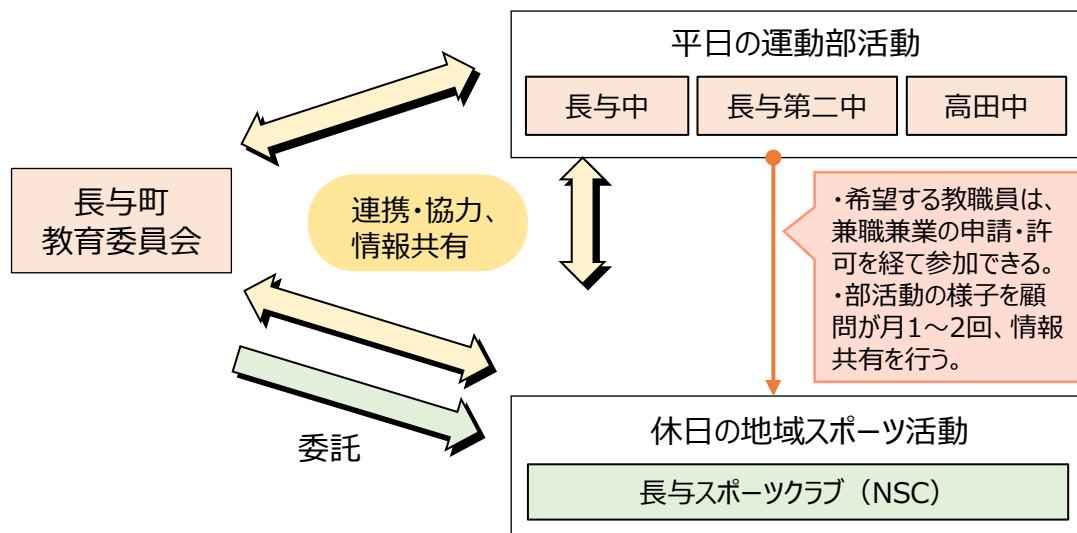 平日の運動部活動
長与中
長与第二中
高田中
長与町
教育委員会
連携・協力、
情報共有
・希望する教職員は、
兼職兼業の申請・許
可を経て参加できる。
・部活動の様子を顧
問が月1～2回、情報
共有を行う。
委託
休日の地域スポーツ活動
長与スポーツクラブ（NSC）